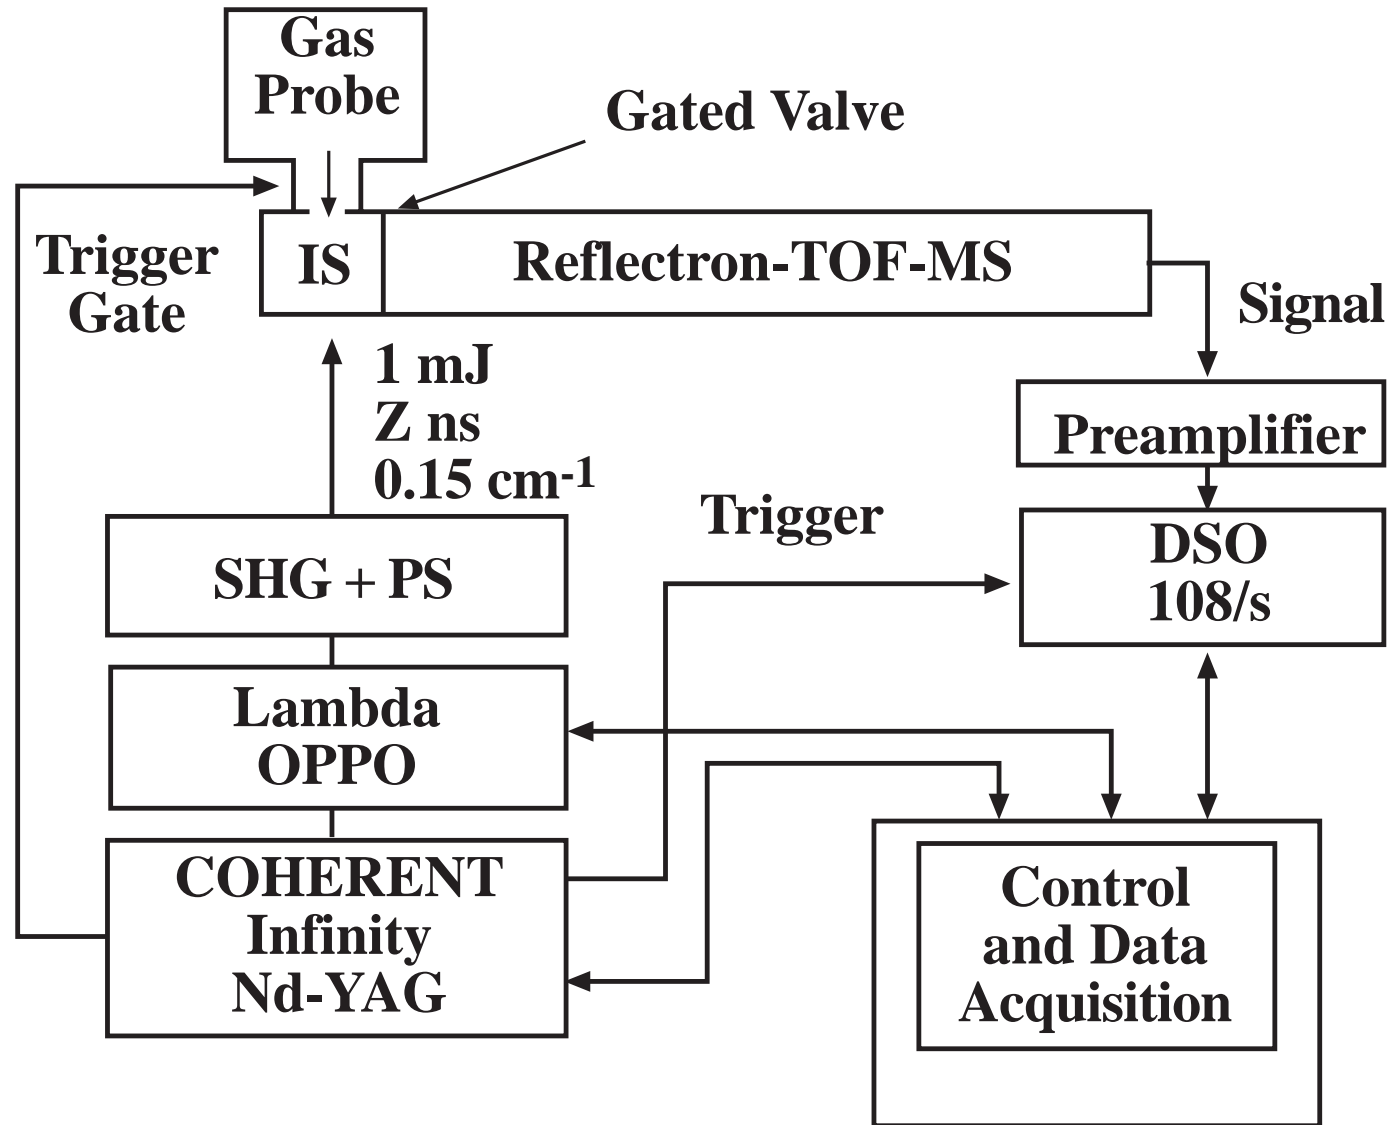 Gas
Probe
Gated Valve
Trigger
Gate
IS
Reflectron-TOF-MS
Signal
1 mJ
Z ns
0.15 cm-1
Preamplifier
Trigger
DSO
108/s
SHG + PS
Lambda
OPPO
COHERENT
Infinity
Nd-YAG
Control
and Data
Acquisition